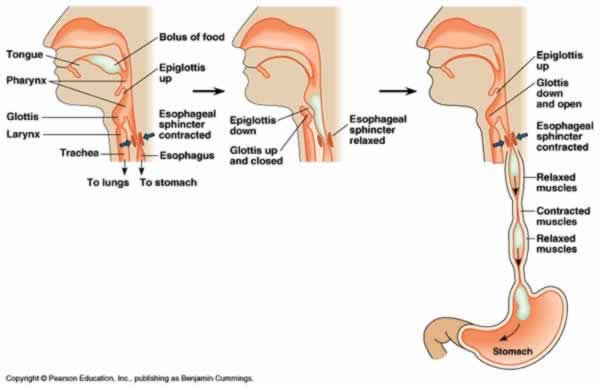 Tongue
Pharynx
Glottis
Larynx
Trachea
To lungs
To stomach
Bolus of food
Epiglottis
up
Esophageal
sphincter
contracted
Esophagus
Epiglottis
down
Glottis up
and closed
Esophageal
sphincter
relaxed
Epiglottis
up
Glottis
down
and open
Esophageal
sphincter
contracted
Relaxed
muscles
Contracted
muscles
Relaxed
muscles
Stomach
Copyright © Pearson Education, Inc., publishing as Benjamin Cummings.